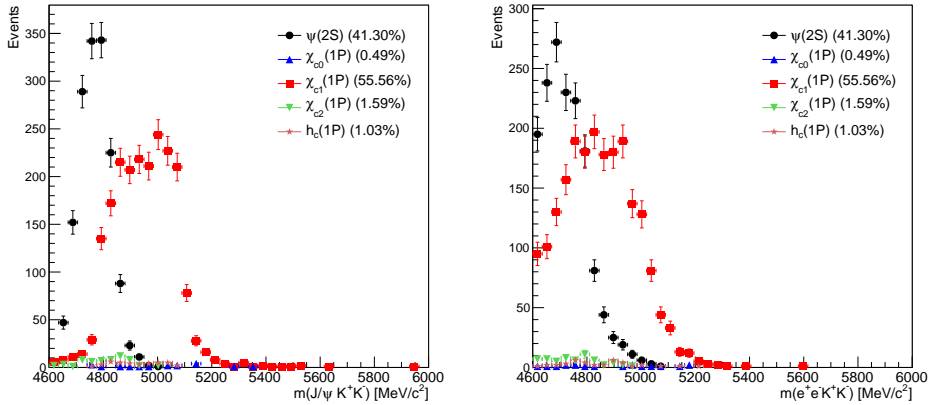 Events
350
300
250
200
150
100
50
0
4600 4800 5000 5200 5400 5600 5800 6000
m(J/ψ K⁺K⁻) [MeV/c²]
ψ(2S) (41.30%)
χc0(1P) (0.49%)
χc1(1P) (55.56%)
χc2(1P) (1.59%)
hc(1P) (1.03%)
Events
300
250
200
150
100
50
0
4600 4800 5000 5200 5400 5600 5800 6000
m(e⁺e⁻K⁺K⁻) [MeV/c²]
ψ(2S) (41.30%)
χc0(1P) (0.49%)
χc1(1P) (55.56%)
χc2(1P) (1.59%)
hc(1P) (1.03%)